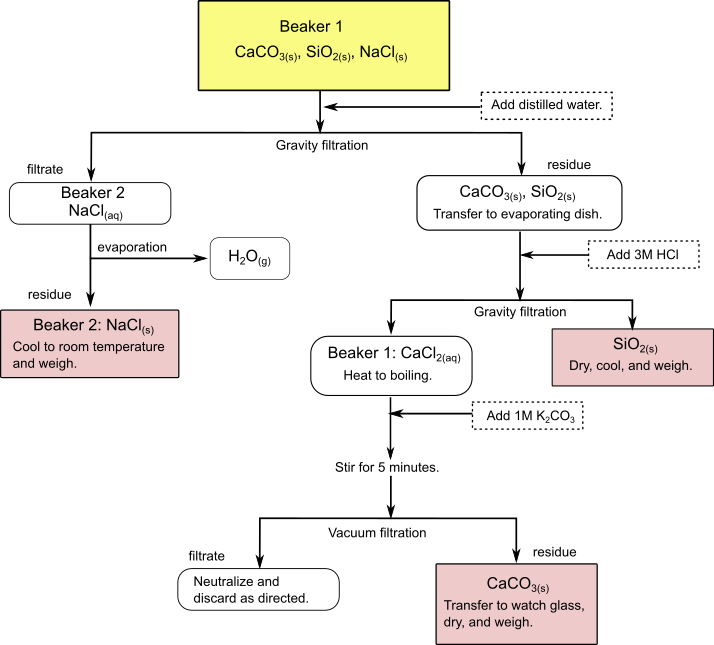 Beaker 1
CaCO₃₍ₛ₎, SiO₂₍ₛ₎, NaCl₍ₛ₎
Add distilled water.
Gravity filtration
filtrate
residue
Beaker 2
NaCl(aq)
CaCO₃₍ₛ₎, SiO₂₍ₛ₎
Transfer to evaporating dish.
evaporation
H₂O(g)
Add 3M HCl
residue
Gravity filtration
Beaker 2: NaCl₍ₛ₎
Cool to room temperature
and weigh.
Beaker 1: CaCl₂(aq)
Heat to boiling.
SiO₂₍ₛ₎
Dry, cool, and weigh.
Add 1M K₂CO₃
Stir for 5 minutes.
Vacuum filtration
filtrate
residue
Neutralize and
discard as directed.
CaCO₃₍ₛ₎
Transfer to watch glass,
dry, and weigh.